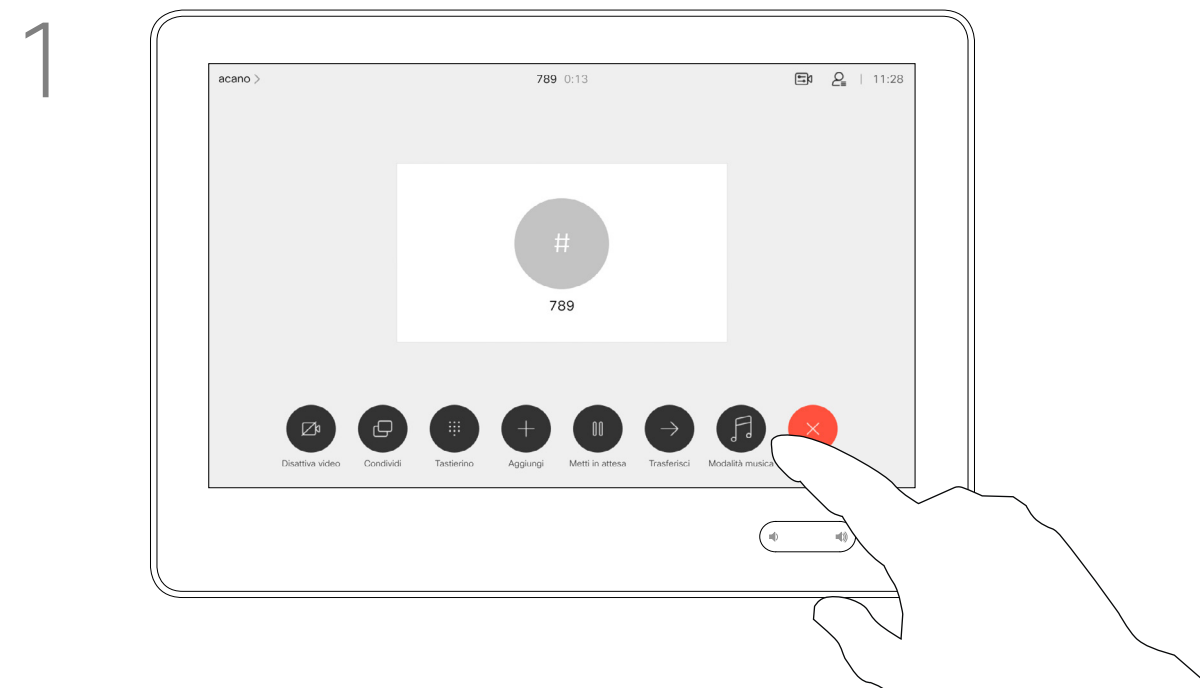 1
acano
789 0:13
11:28
#
789
Disattiva video
Condividi
Tastierino
Aggiungi
Metti in attesa
Trasferisci
Modalità musica